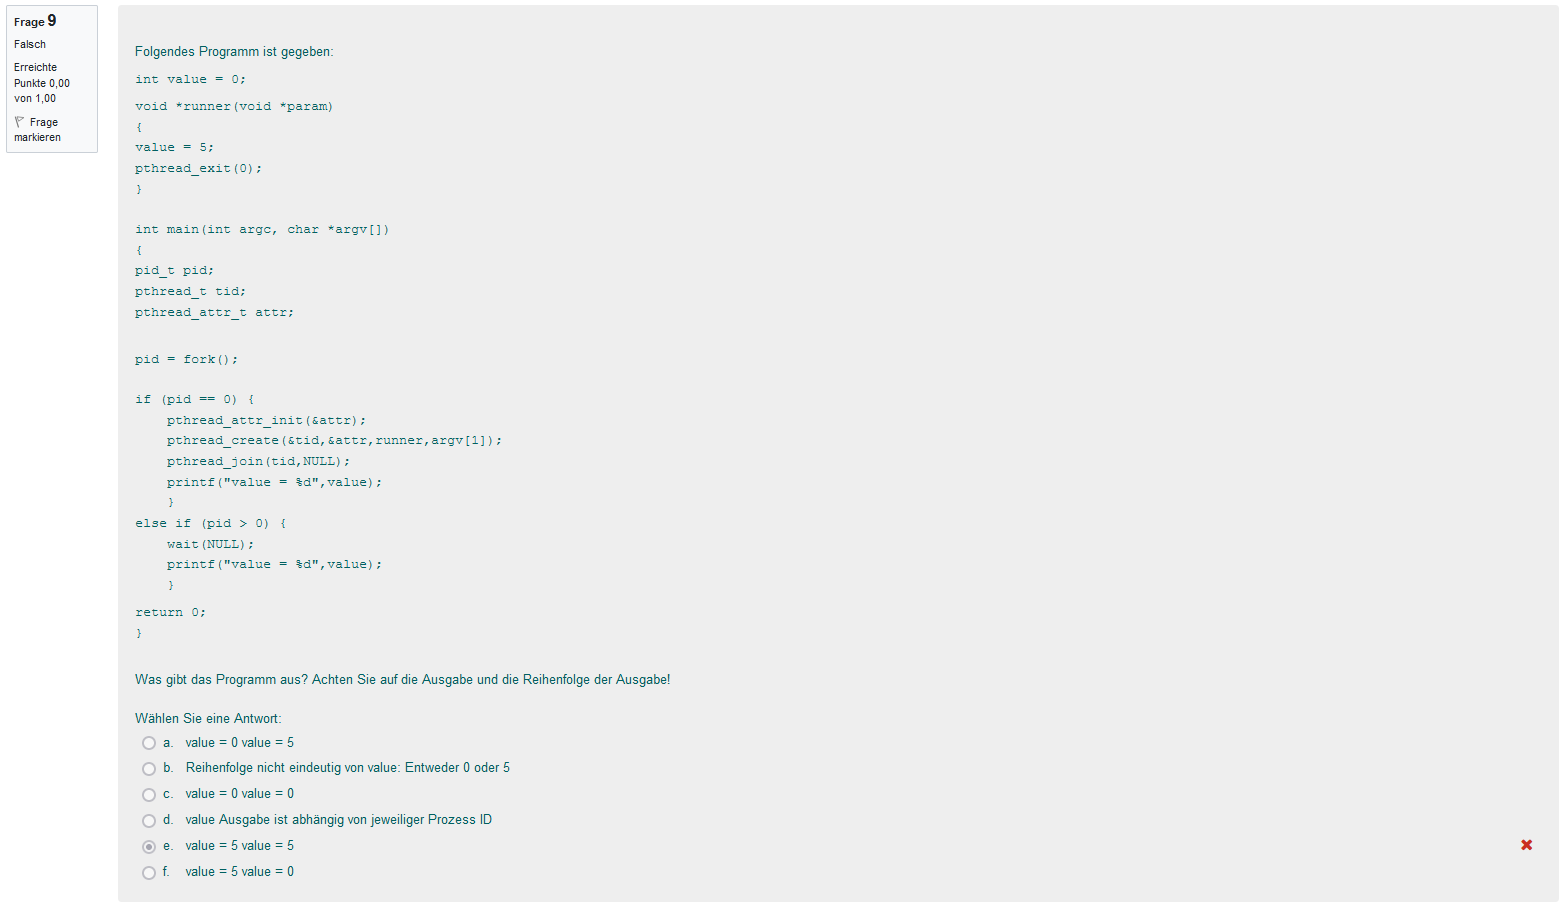 Frage 9
Falsch
Erreichte
Punkte 0,00
von 1,00
Frage
markieren
Folgendes Programm ist gegeben:
int value = 0;
void *runner(void *param)
{
value = 5;
pthread_exit(0);
}
int main(int argc, char *argv[])
{
pid_t pid;
pthread_t tid;
pthread_attr_t attr;
pid = fork();
if (pid == 0) {
pthread_attr_init(&attr);
pthread_create(&tid,&attr,runner,argv[1]);
pthread_join(tid,NULL);
printf("value = %d",value);
}
else if (pid > 0) {
wait(NULL);
printf("value = %d",value);
}
return 0;
}
Was gibt das Programm aus? Achten Sie auf die Ausgabe und die Reihenfolge der Ausgabe!
Wählen Sie eine Antwort:
a. value = 0 value = 5
b. Reihenfolge nicht eindeutig von value: Entweder 0 oder 5
c. value = 0 value = 0
d. value Ausgabe ist abhängig von jeweiliger Prozess ID
e. value = 5 value = 5
f. value = 5 value = 0